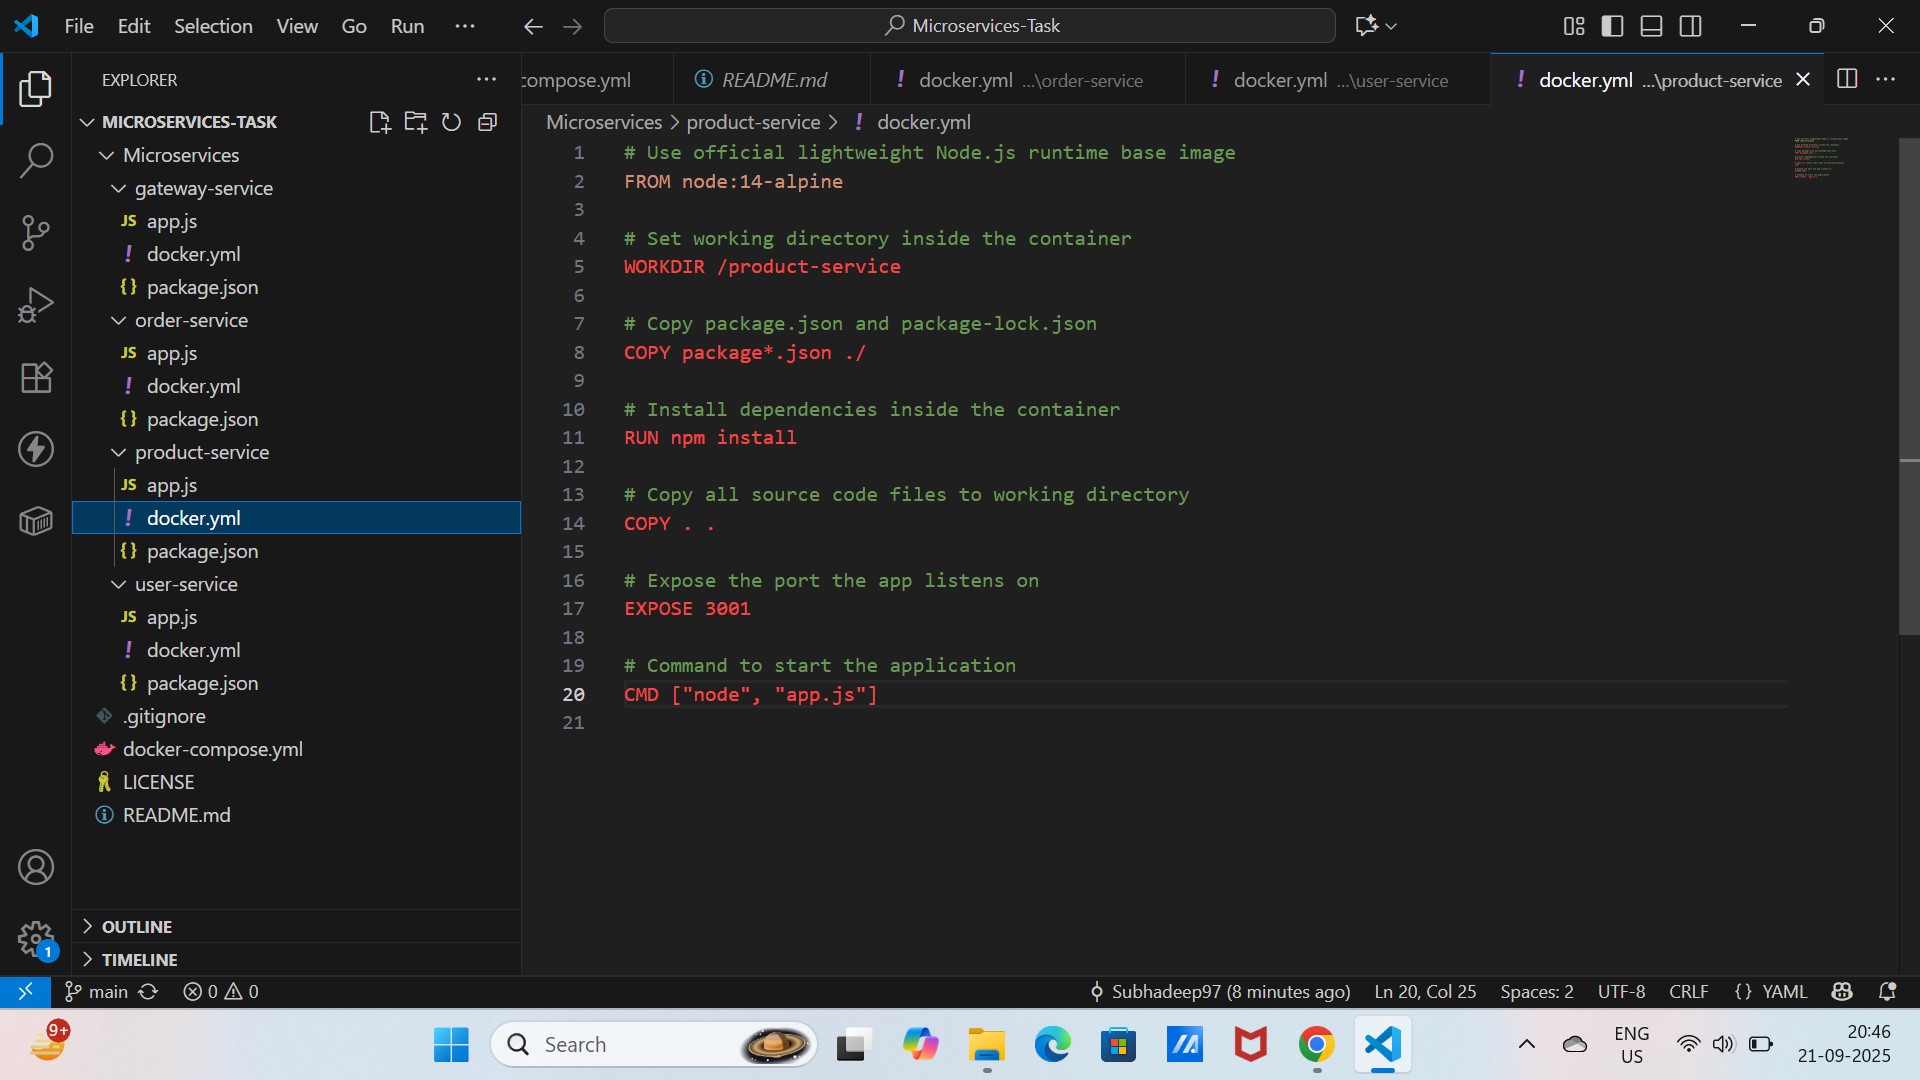 File Edit Selection View Go Run
Microservices-Task
EXPLORER
compose.yml
README.md
docker.yml ...\order-service
docker.yml ...\user-service
docker.yml ...\product-service
MICROSERVICES-TASK
Microservices
gateway-service
JS app.js
! docker.yml
{} package.json
order-service
JS app.js
! docker.yml
{} package.json
product-service
JS app.js
! docker.yml
{} package.json
user-service
JS app.js
! docker.yml
{} package.json
.gitignore
docker-compose.yml
LICENSE
README.md
OUTLINE
TIMELINE
Microservices > product-service > ! docker.yml
1 # Use official lightweight Node.js runtime base image
2 FROM node:14-alpine
3
4 # Set working directory inside the container
5 WORKDIR /product-service
6
7 # Copy package.json and package-lock.json
8 COPY package*.json ./
9
10 # Install dependencies inside the container
11 RUN npm install
12
13 # Copy all source code files to working directory
14 COPY . .
15
16 # Expose the port the app listens on
17 EXPOSE 3001
18
19 # Command to start the application
20 CMD ["node", "app.js"]
21
1
main 0 0 Subhadeep97 (8 minutes ago) Ln 20, Col 25 Spaces: 2 UTF-8 CRLF {} YAML
9+
Search
ENG
US
20:46
21-09-2025